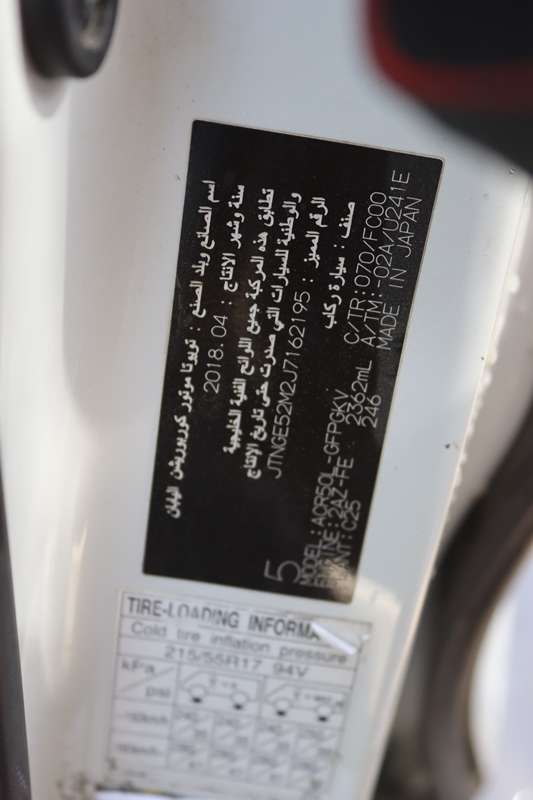 اسم الصانع وبلد الصنع : تويوتا موتور كوربوريشن اليابان
سنة وشهر الانتاج : 2018.04
تطابق هذه المركبة جميع اللوائح الفنية الخليجية
والوطنية للسيارات التي صدرت حتى تاريخ الإنتاج
الرقم المميز : JTNGE52M2J7162195
صنف : سيارة ركاب
5
MODEL:ACR50L-GFPGKV C/TR:070/FC00
ENGINE:2AZ-FE 2362mL A/TM:-02A/U241E
PLANT:C25 246 MADE IN JAPAN
TIRE-LOADING INFORMA
Cold tire inflation pressure
215/55R17 94V
kPa
psi